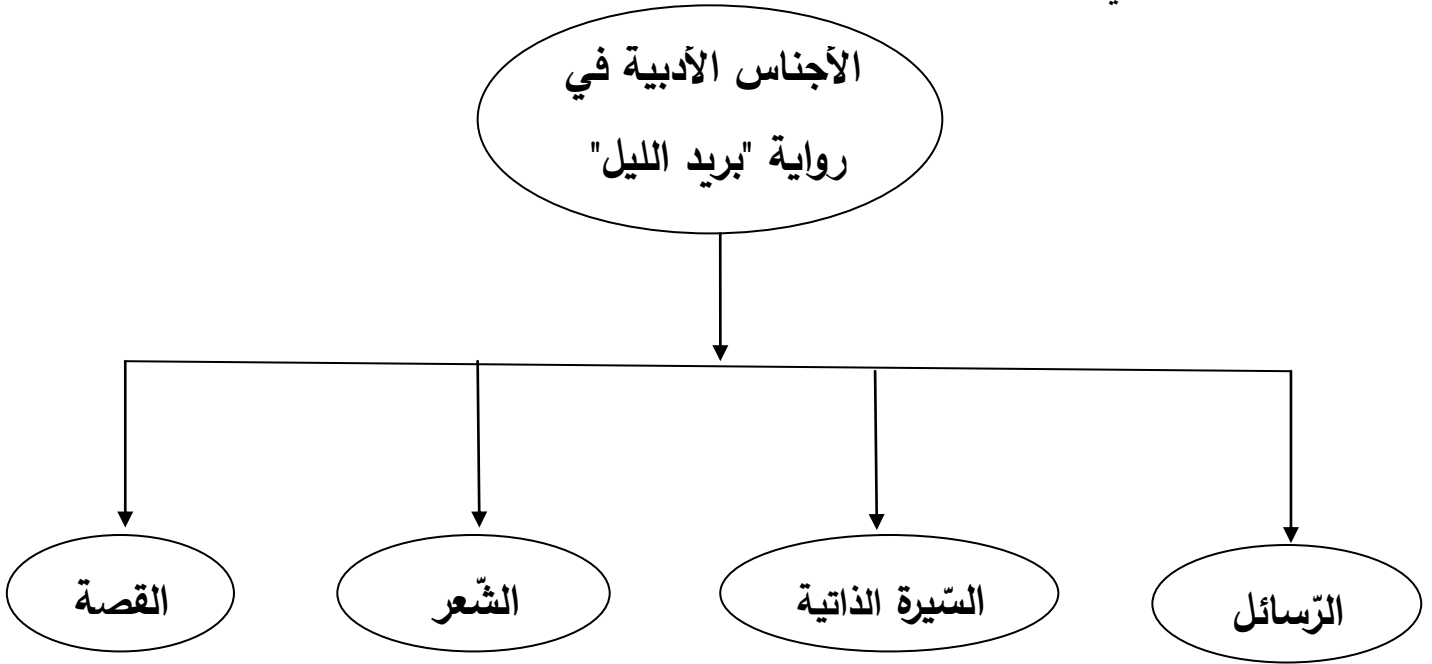 الأجناس الأدبية في
رواية "بريد الليل"
الرّسائل
السّيرة الذاتية
الشّعر
القصة